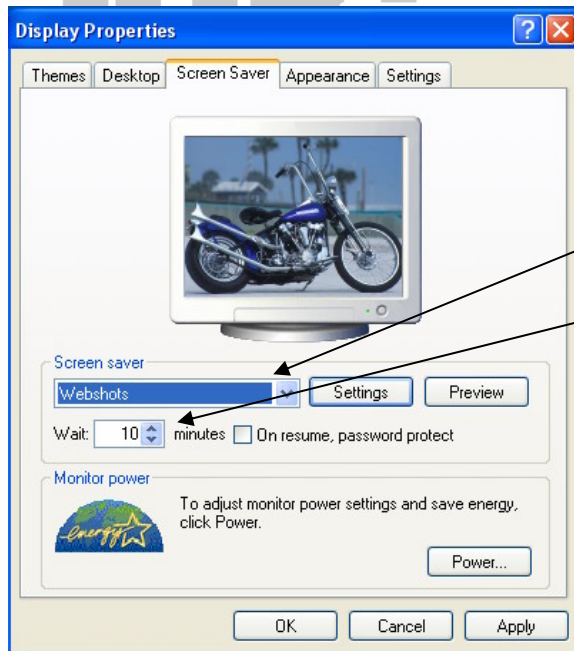 Display Properties
Themes Desktop Screen Saver Appearance Settings
Screen saver
Webshots Settings Preview
Wait: 10 minutes On resume, password protect
Monitor power
energy To adjust monitor power settings and save energy,
click Power.
Power...
OK Cancel Apply